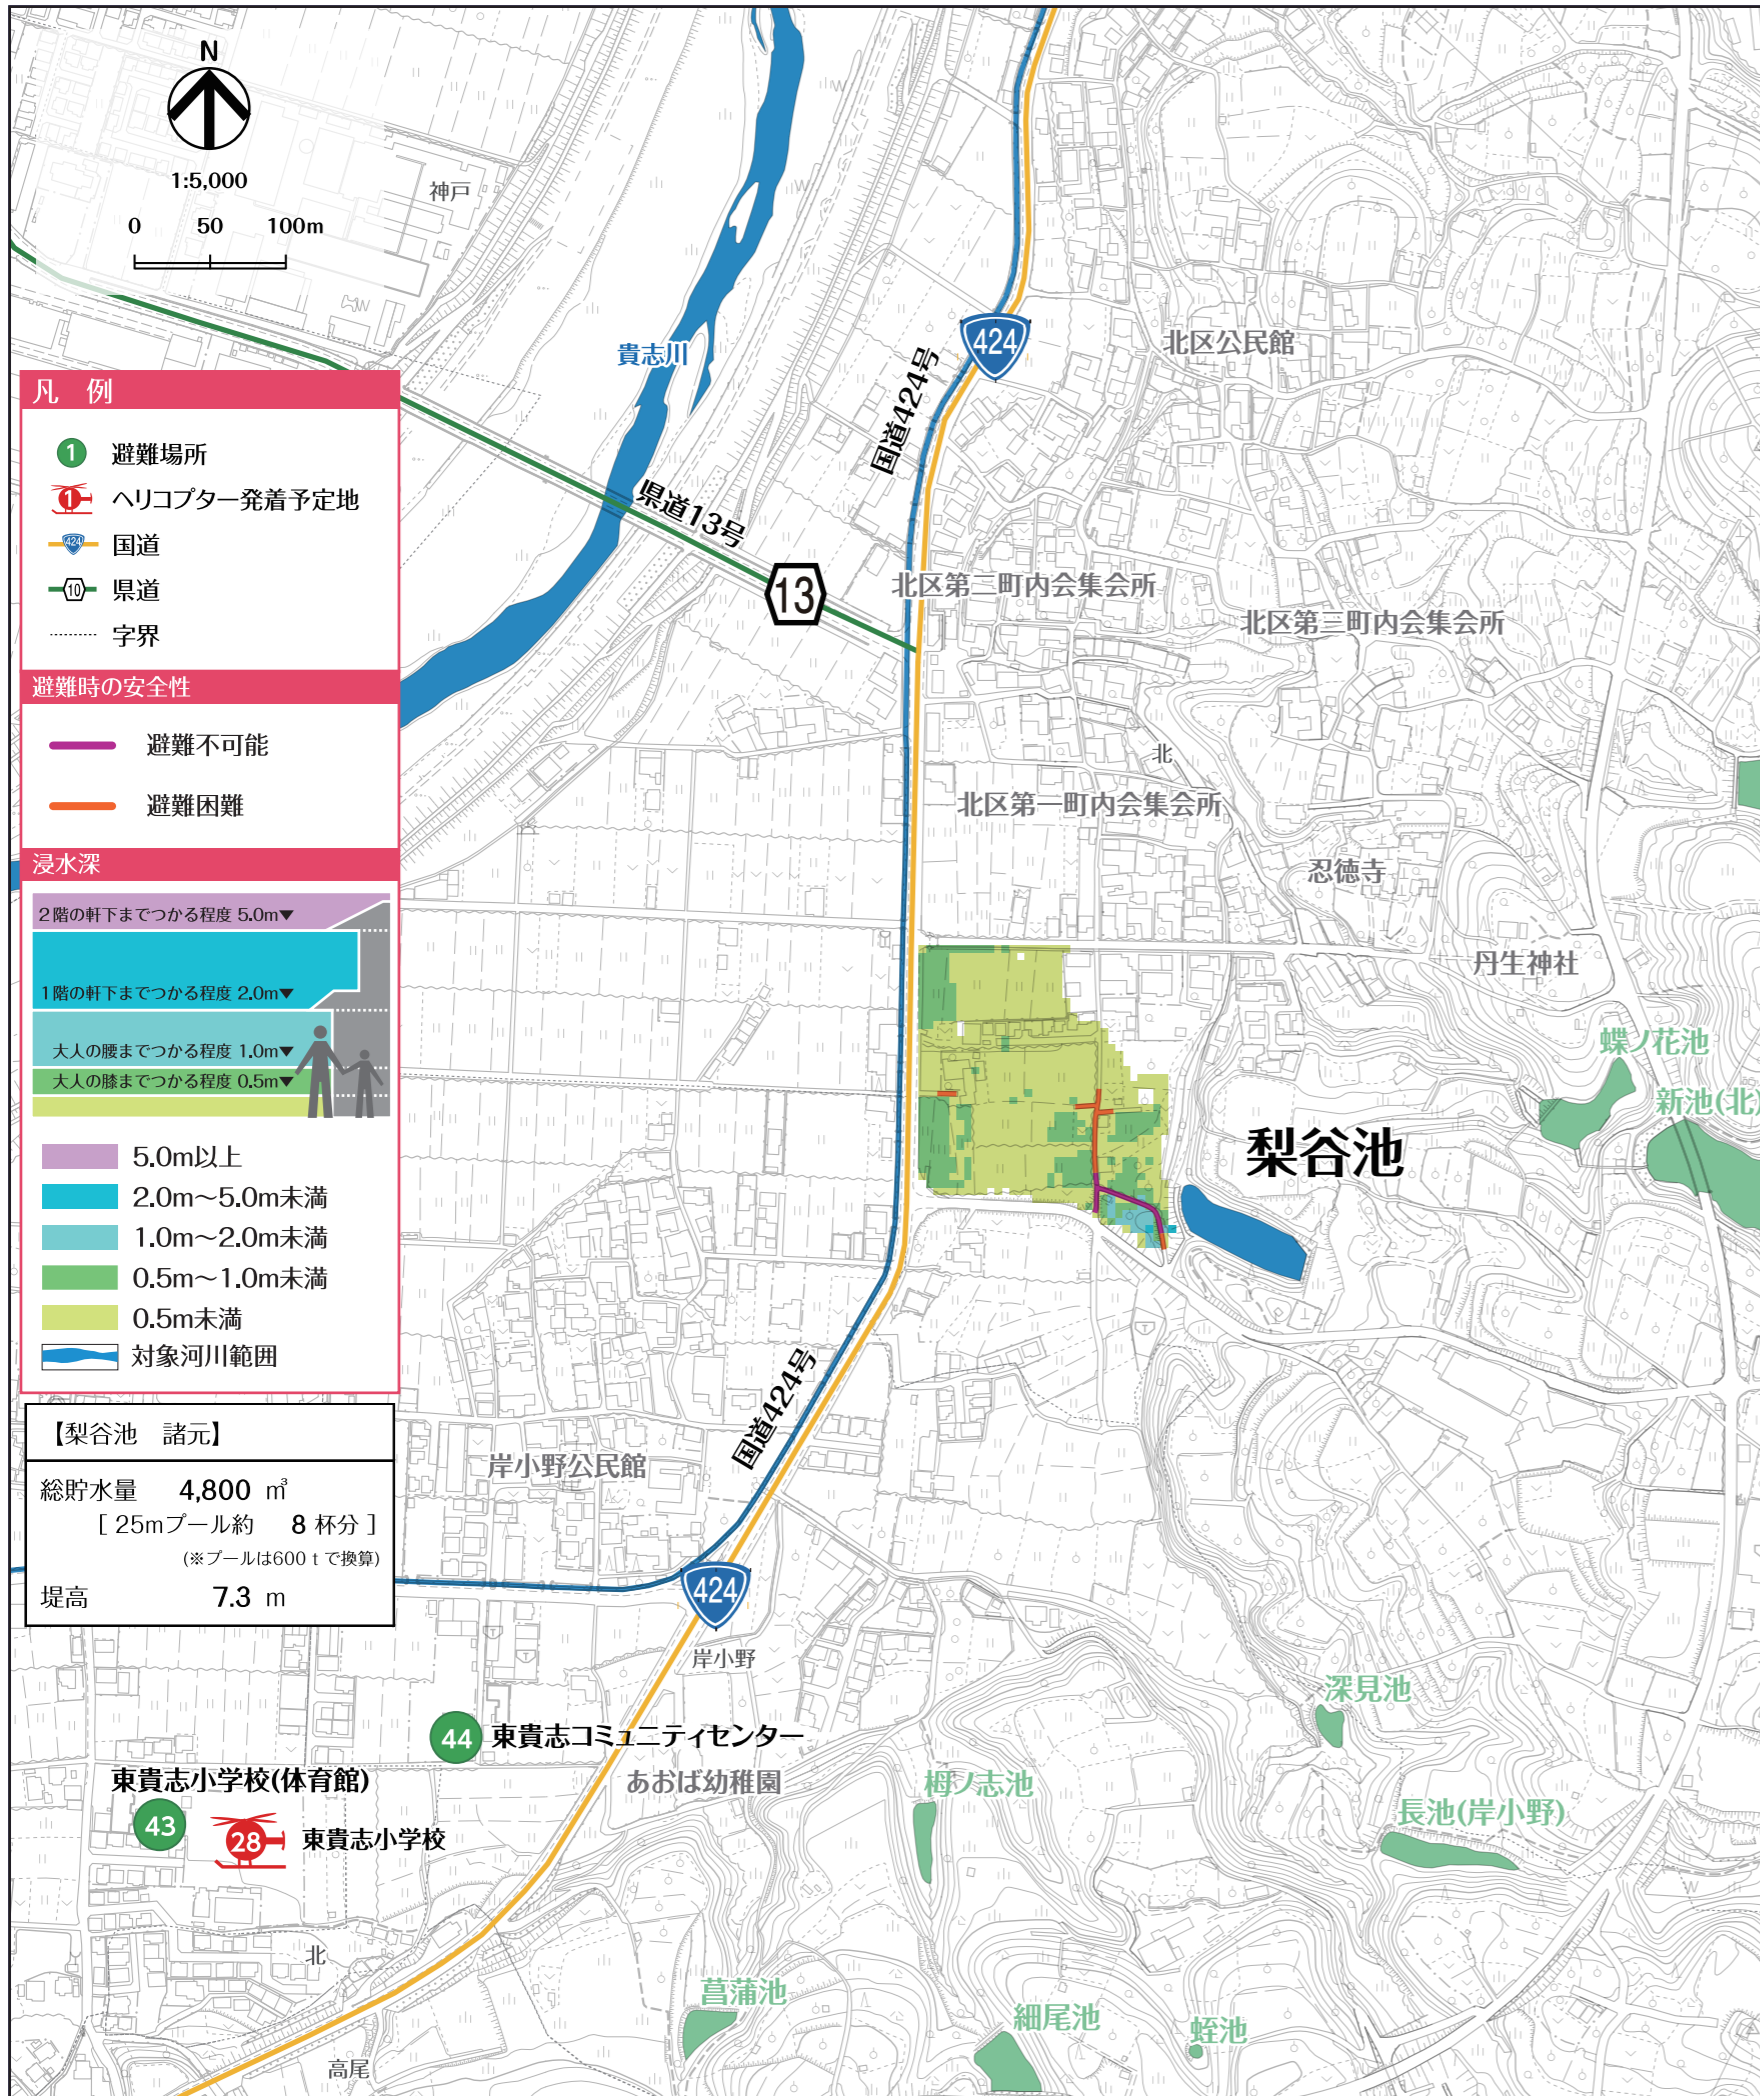 N
1:5,000
0 50 100m
神戸
貴志川
国道424号
424
北区公民館
凡 例
1 避難場所
1 ヘリコプター発着予定地
424 国道
10 県道
字界
県道13号
13
北区第二町内会集会所
北区第三町内会集会所
避難時の安全性
避難不可能
避難困難
北
北区第一町内会集会所
忍徳寺
丹生神社
浸水深
2階の軒下までつかる程度 5.0m▼
1階の軒下までつかる程度 2.0m▼
大人の腰までつかる程度 1.0m▼
大人の膝までつかる程度 0.5m▼
5.0m以上
2.0m〜5.0m未満
1.0m〜2.0m未満
0.5m〜1.0m未満
0.5m未満
対象河川範囲
蝶ノ花池
新池(北)
梨谷池
【梨谷池 諸元】
総貯水量 4,800 ㎥
[ 25mプール約 8 杯分 ]
(※プールは600ｔで換算)
堤高 7.3 m
国道424号
岸小野公民館
424
岸小野
深見池
44 東貴志コミュニティセンター
東貴志小学校(体育館)
43
28 東貴志小学校
あおば幼稚園
栂ノ志池
長池(岸小野)
北
菖蒲池
細尾池
蛭池
高尾